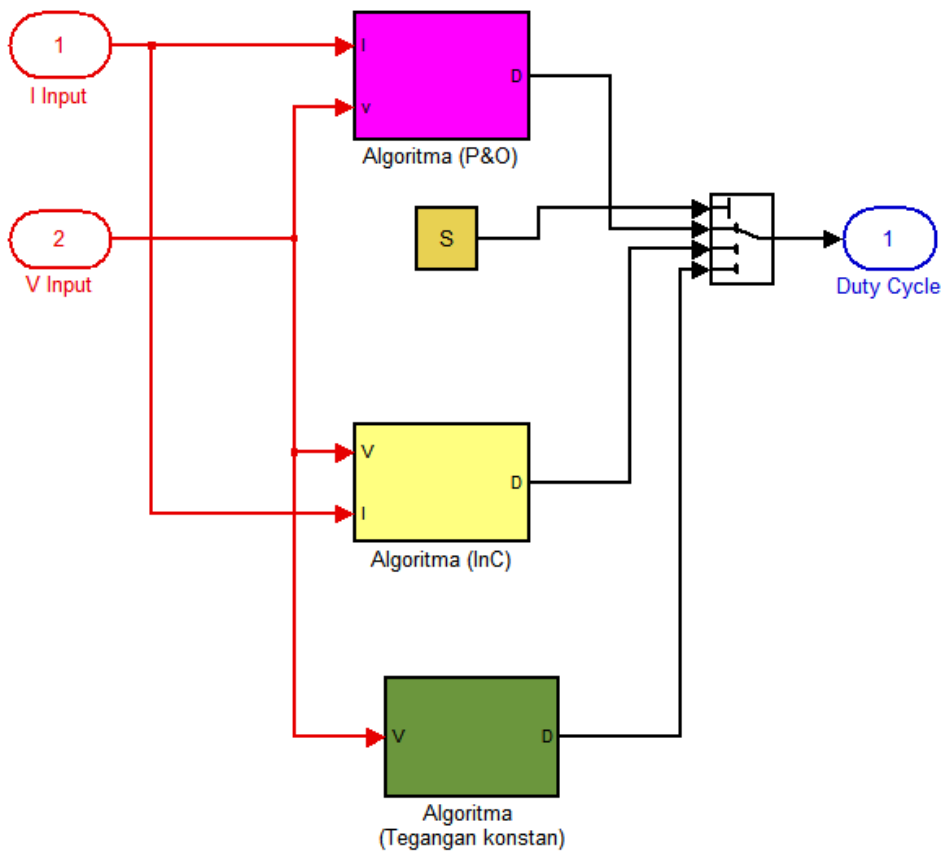 1
I Input
I
v
D
Algoritma (P&O)
S
2
V Input
1
Duty Cycle
V
I
D
Algoritma (InC)
V
D
Algoritma
(Tegangan konstan)